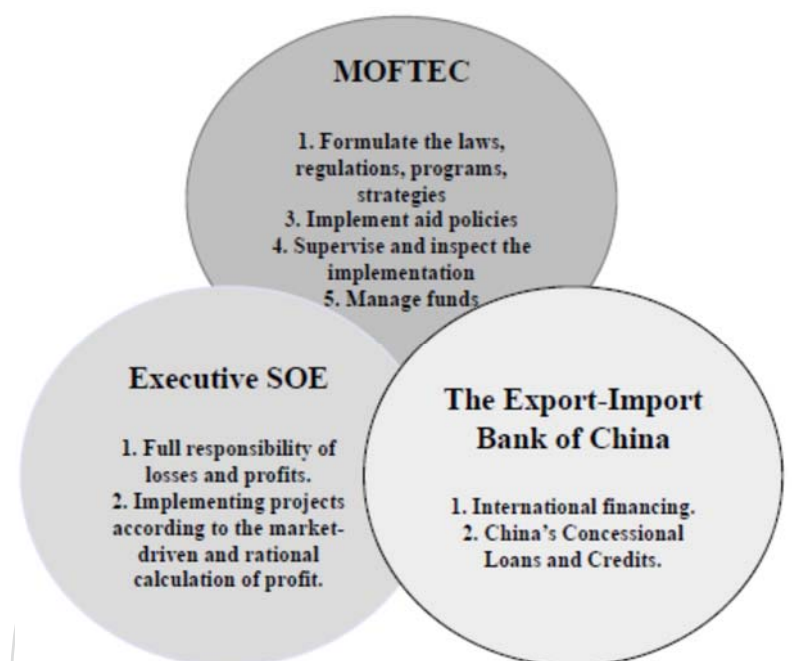 MOFTEC
1. Formulate the laws,
regulations, programs,
strategies
3. Implement aid policies
4. Supervise and inspect the
implementation
5. Manage funds
Executive SOE
1. Full responsibility of
losses and profits.
2. Implementing projects
according to the market-
driven and rational
calculation of profit.
The Export-Import
Bank of China
1. International financing.
2. China's Concessional
Loans and Credits.